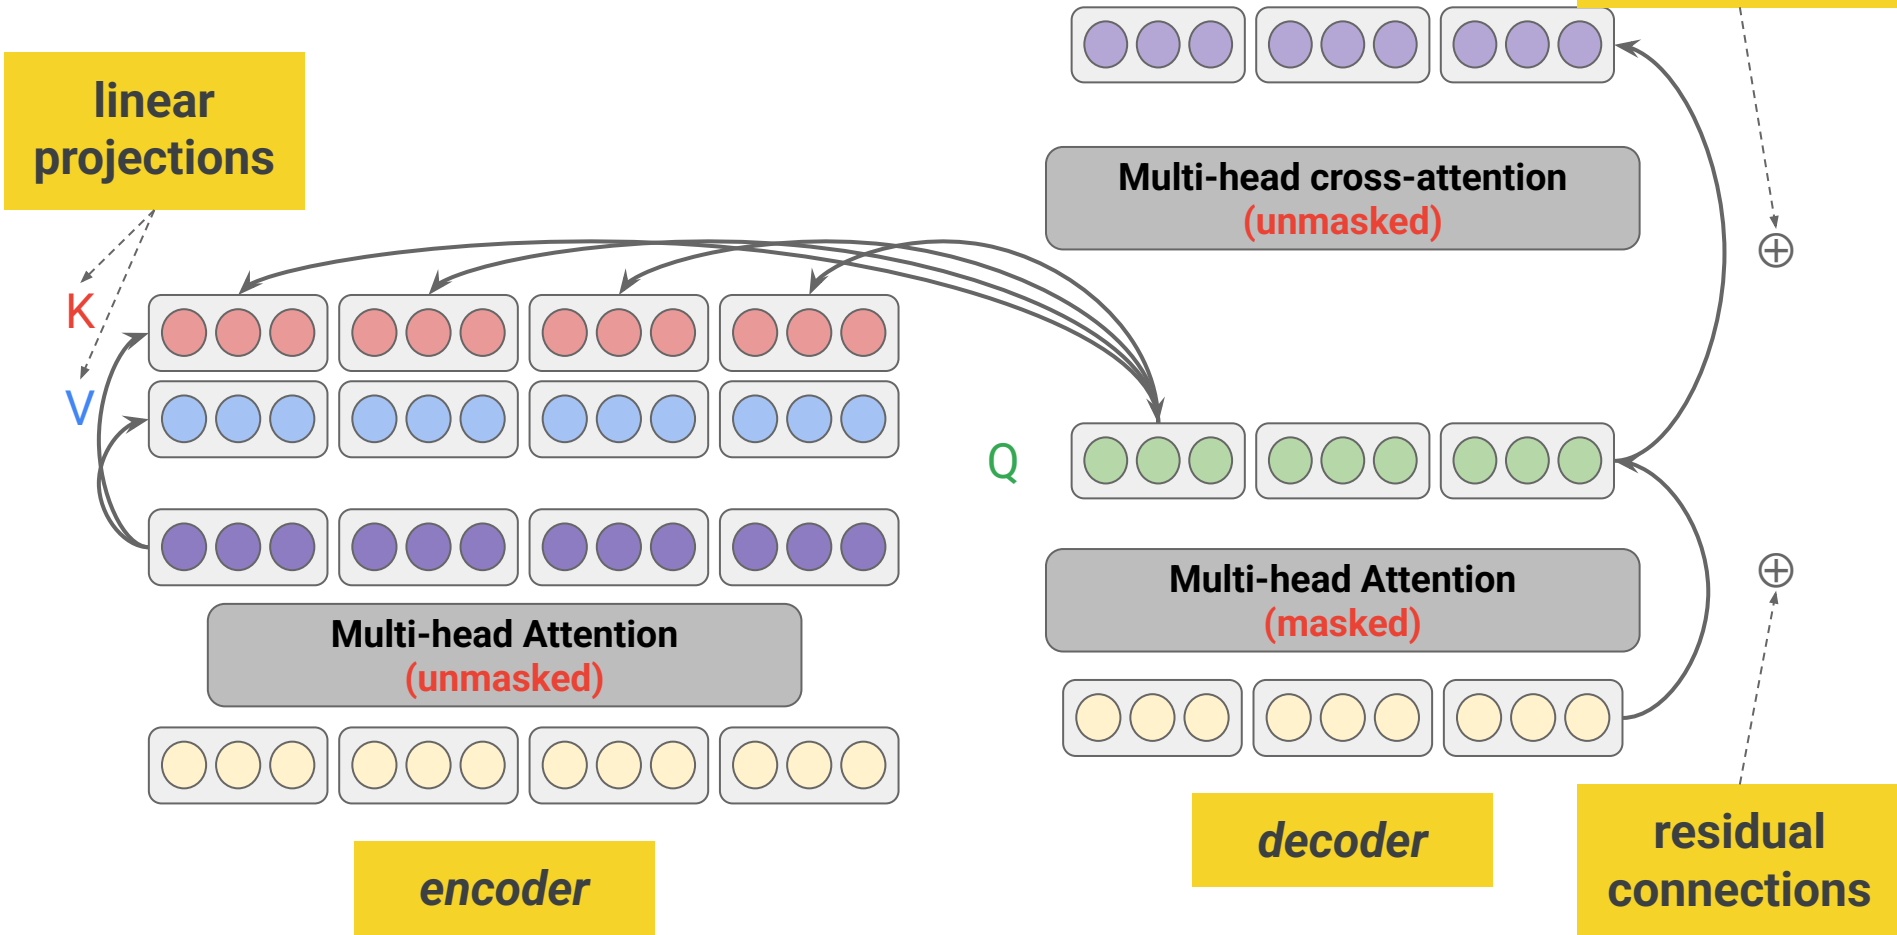 linear
projections
K
V
Multi-head Attention
(unmasked)
encoder
Multi-head cross-attention
(unmasked)
Q
Multi-head Attention
(masked)
decoder
residual
connections